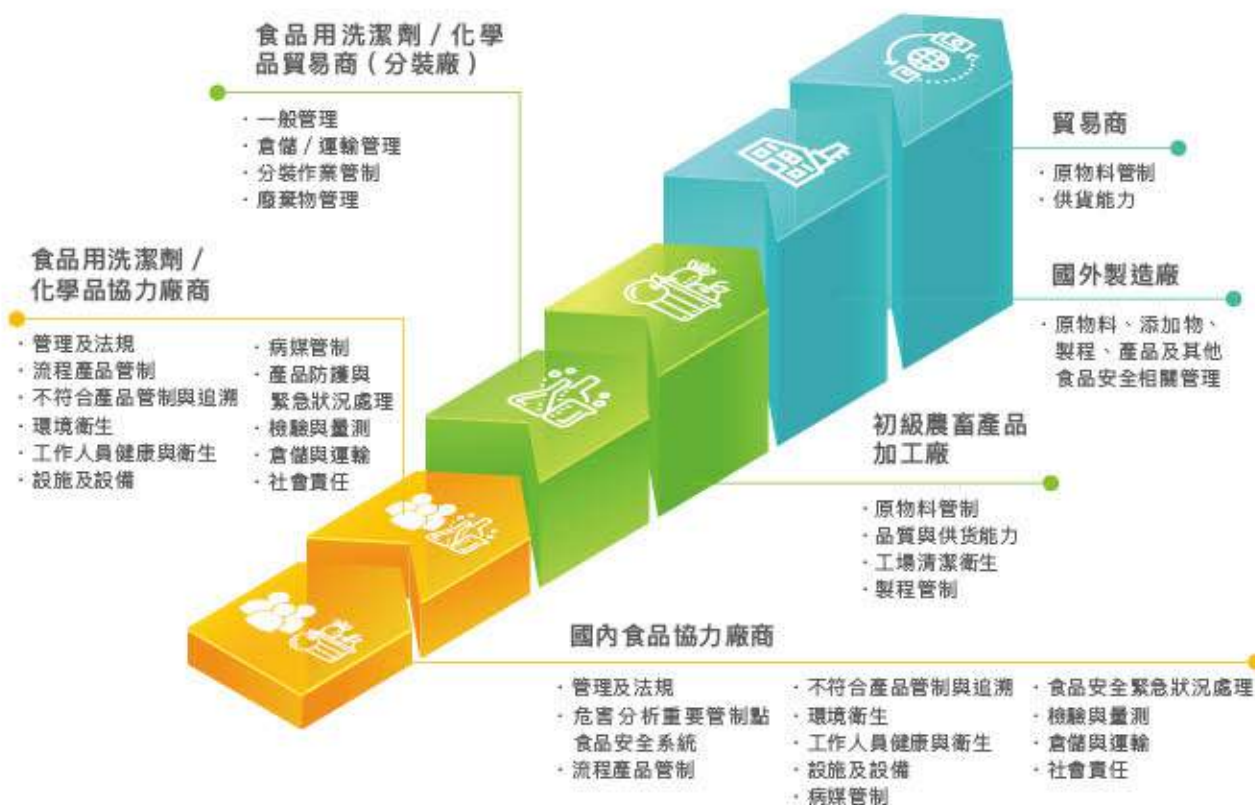 食品用洗潔劑 / 化學
品貿易商 ( 分裝廠 )
· 一般管理
· 倉儲 / 運輸管理
· 分裝作業管制
· 廢棄物管理
貿易商
· 原物料管制
· 供貨能力
食品用洗潔劑 /
化學品協力廠商
· 管理及法規
· 流程產品管制
· 不符合產品管制與追溯
· 環境衛生
· 工作人員健康與衛生
· 設施及設備
· 病媒管制
· 產品防護與
緊急狀況處理
· 檢驗與量測
· 倉儲與運輸
· 社會責任
國外製造廠
· 原物料、添加物、
製程、產品及其他
食品安全相關管理
初級農畜產品
加工廠
· 原物料管制
· 品質與供货能力
· 工場清潔衛生
· 製程管制
國內食品協力廠商
· 管理及法規
· 危害分析重要管制點
食品安全系統
· 流程產品管制
· 不符合產品管制與追溯
· 環境衛生
· 工作人員健康與衛生
· 設施及設備
· 病媒管制
· 食品安全緊急狀況處理
· 檢驗與量測
· 倉儲與運輸
· 社會責任